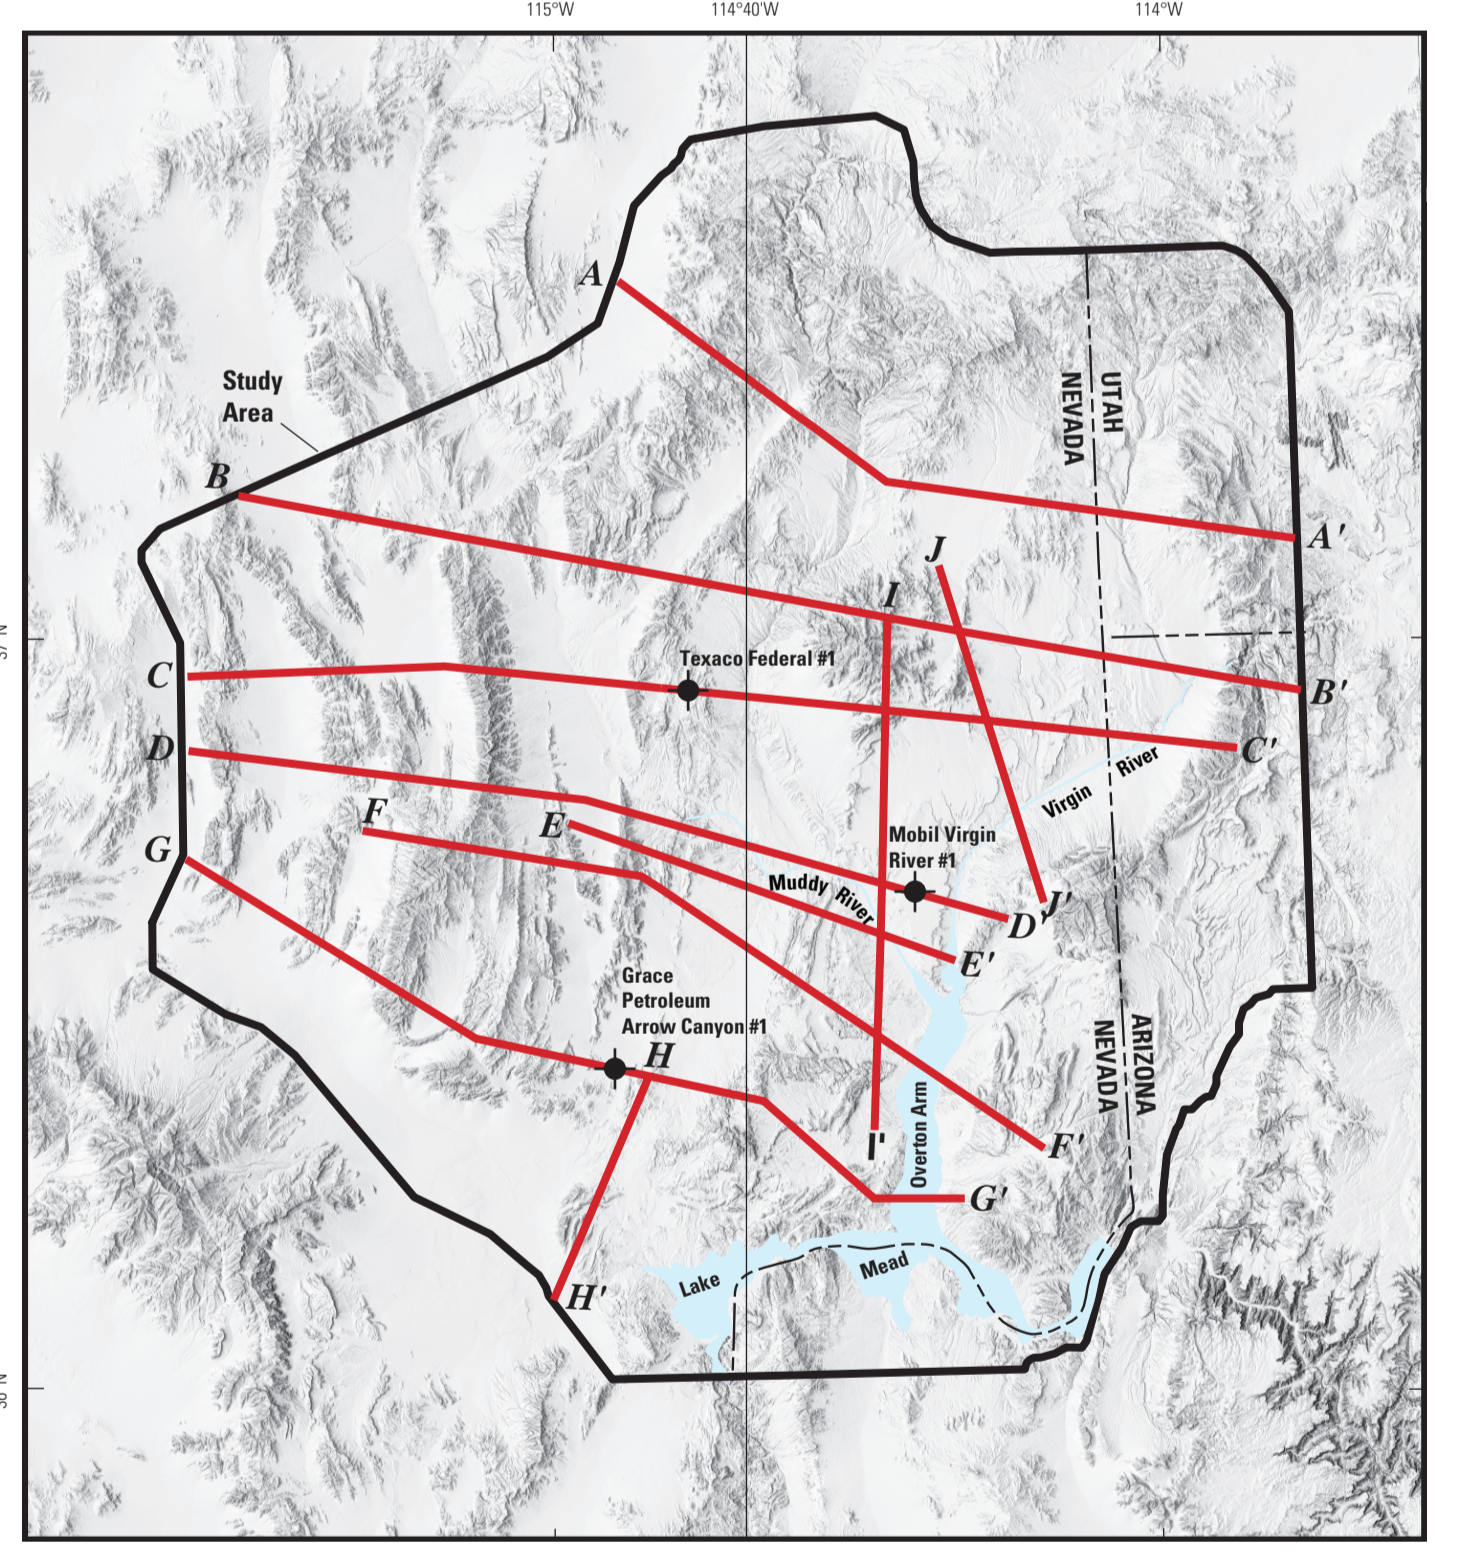 115°W
114°40'W
114°W
A
Study
Area
UTAH
NEVADA
B
A'
J
I
Texaco Federal #1
C
B'
D
C'
River
Virgin
F
E
Mobil Virgin
River #1
G
Muddy River
J'
D'
E'
Grace
Petroleum
Arrow Canyon #1
H
ARIZONA
NEVADA
Overton Arm
I'
F'
G'
Lake
Mead
H'